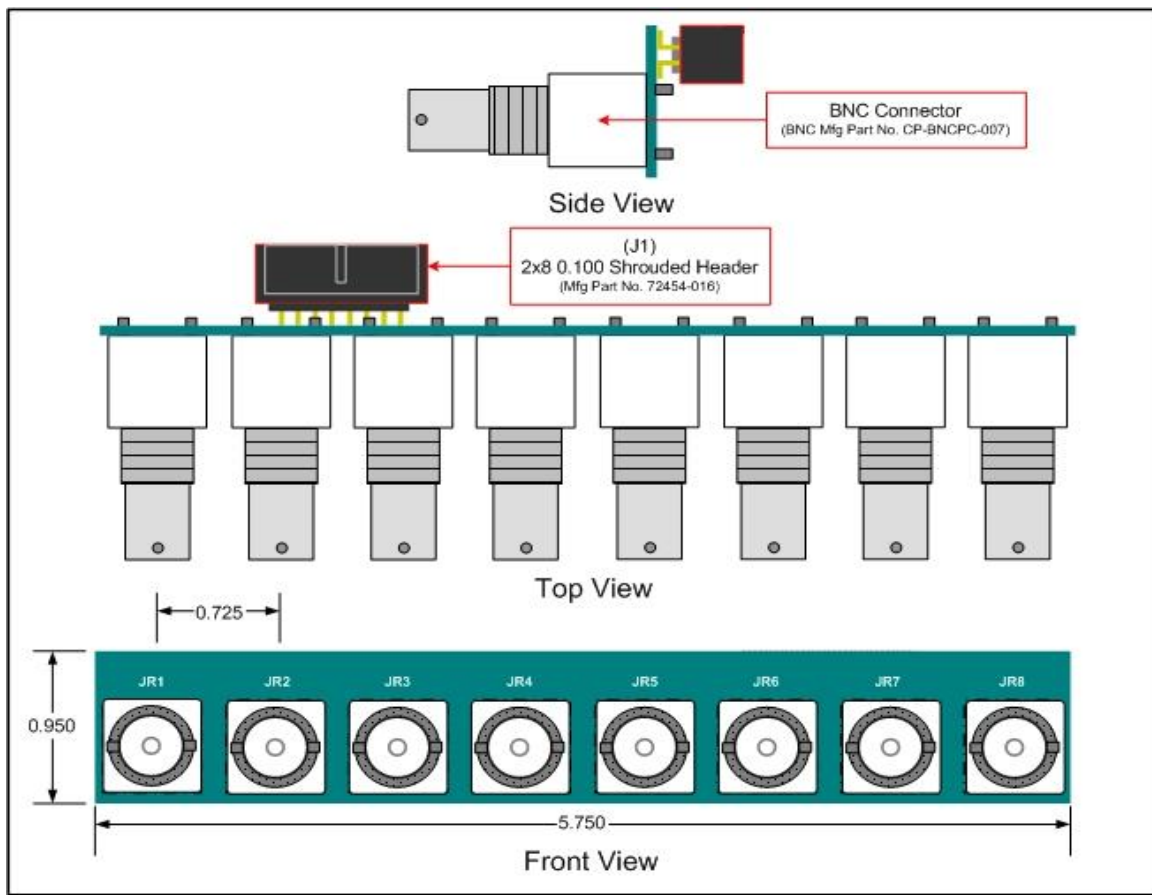 BNC Connector
(BNC Mfg Part No. CP-BNCPC-007)
Side View
(J1)
2x8 0.100 Shrouded Header
(Mfg Part No. 72454-016)
Top View
0.725
JR1 JR2 JR3 JR4 JR5 JR6 JR7 JR8
0.950
5.750
Front View